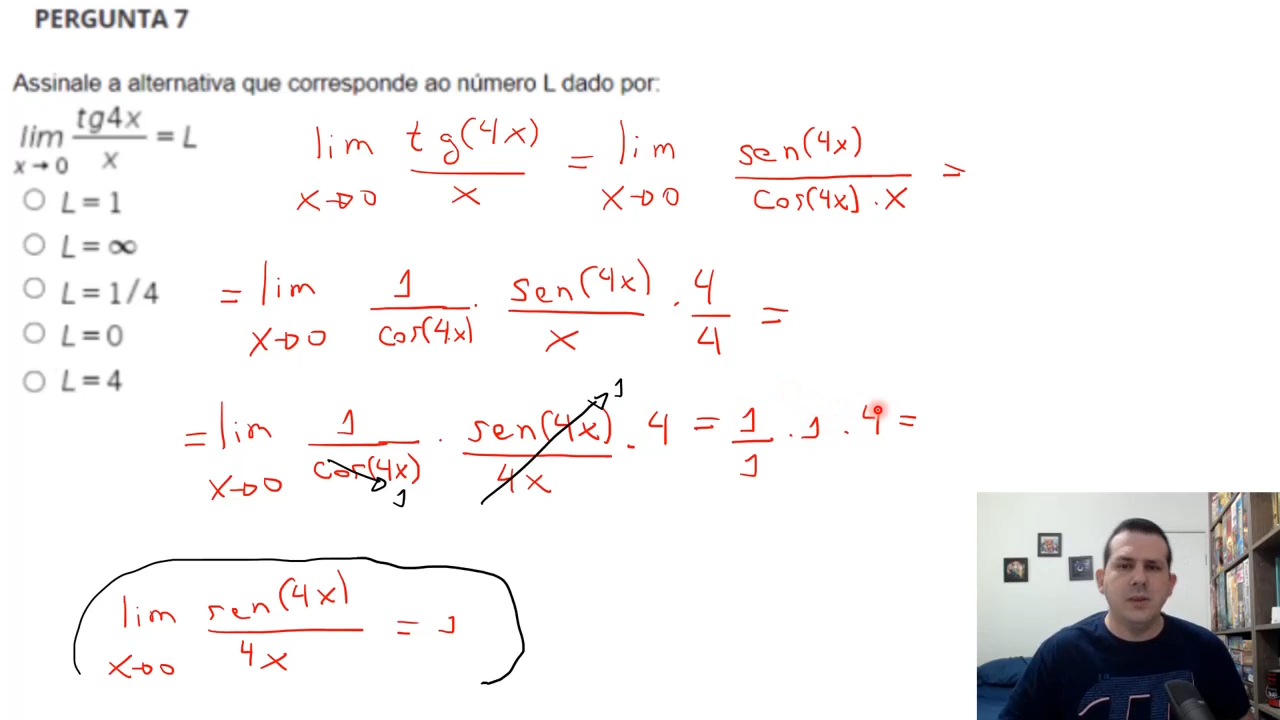 PERGUNTA 7
Assinale a alternativa que corresponde ao número L dado por:
lim x→0 tg4x/x = L
L = 1
L = ∞
L = 1/4
L = 0
L = 4
lim x→0 tg(4x)/x = lim x→0 sen(4x)/cos(4x).x =
= lim x→0 1/cos(4x) . sen(4x)/x . 4/4 =
= lim x→0 1/cos(4x) → 1 . sen(4x)/4x → 1 . 4 = 1/1 . 1 . 4 =
lim x→0 sen(4x)/4x = 1